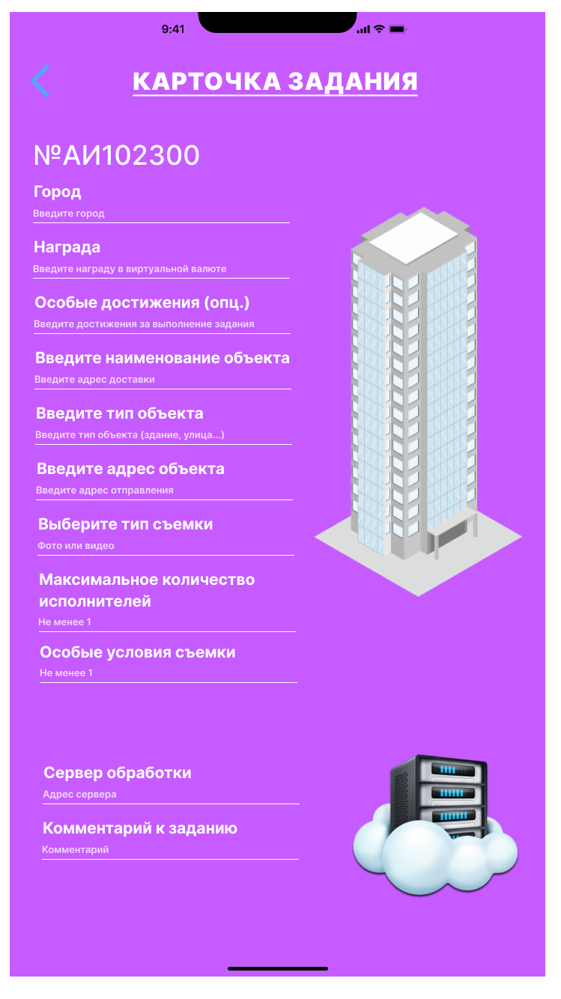 9:41
КАРТОЧКА ЗАДАНИЯ
№АИ102300
Город
Введите город
Награда
Введите награду в виртуальной валюте
Особые достижения (опц.)
Введите достижения за выполнение задания
Введите наименование объекта
Введите адрес доставки
Введите тип объекта
Введите тип объекта (здание, улица...)
Введите адрес объекта
Введите адрес отправления
Выберите тип съемки
Фото или видео
Максимальное количество
исполнителей
Не менее 1
Особые условия съемки
Не менее 1
Сервер обработки
Адрес сервера
Комментарий к заданию
Комментарий